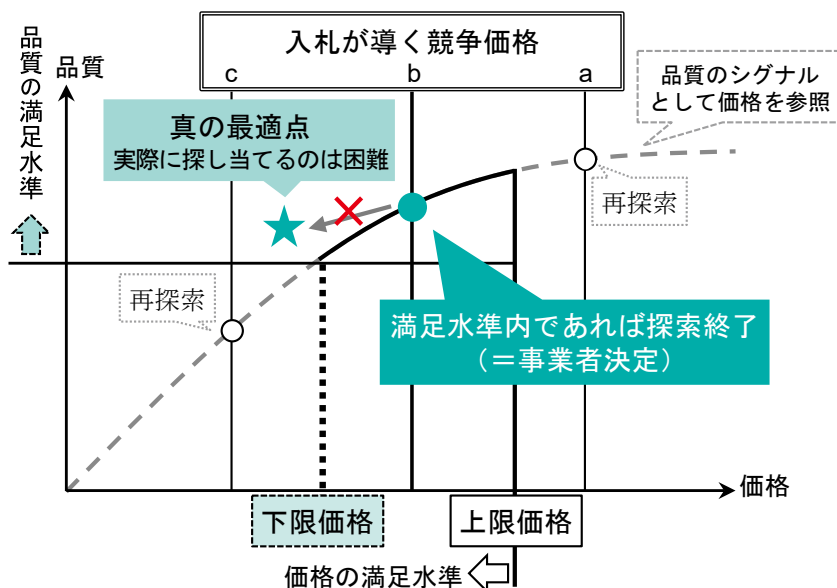 入札が導く競争価格
c
b
a
品質の満足水準
品質
品質のシグナル
として価格を参照
真の最適点
実際に探し当てるのは困難
再探索
再探索
満足水準内であれば探索終了
（＝事業者決定）
価格
下限価格
上限価格
価格の満足水準